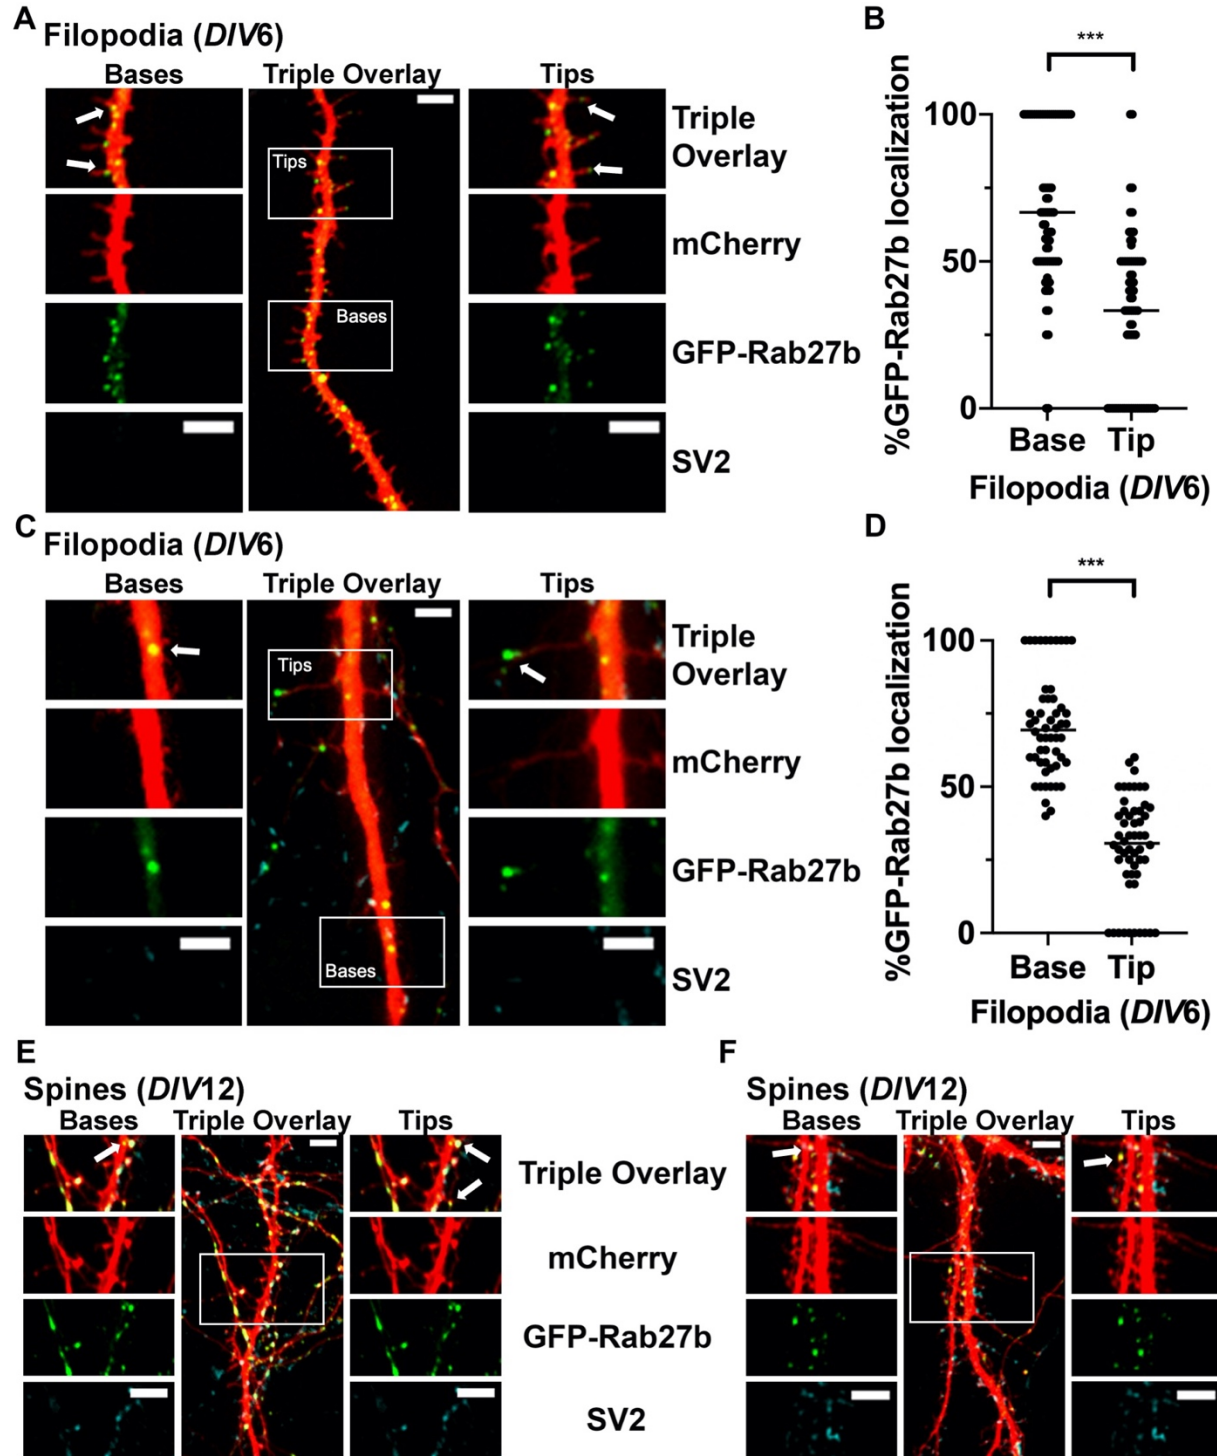 A
Filopodia (DIV6)
Bases
Triple Overlay
Tips
Tips
Bases
Triple
Overlay
mCherry
GFP-Rab27b
SV2
B
***
%GFP-Rab27b localization
100
50
0
Base
Tip
Filopodia (DIV6)
C
Filopodia (DIV6)
Bases
Triple Overlay
Tips
Tips
Bases
Triple
Overlay
mCherry
GFP-Rab27b
SV2
D
***
%GFP-Rab27b localization
100
50
0
Base
Tip
Filopodia (DIV6)
E
Spines (DIV12)
Bases
Triple Overlay
Tips
Triple Overlay
mCherry
GFP-Rab27b
SV2
F
Spines (DIV12)
Bases
Triple Overlay
Tips